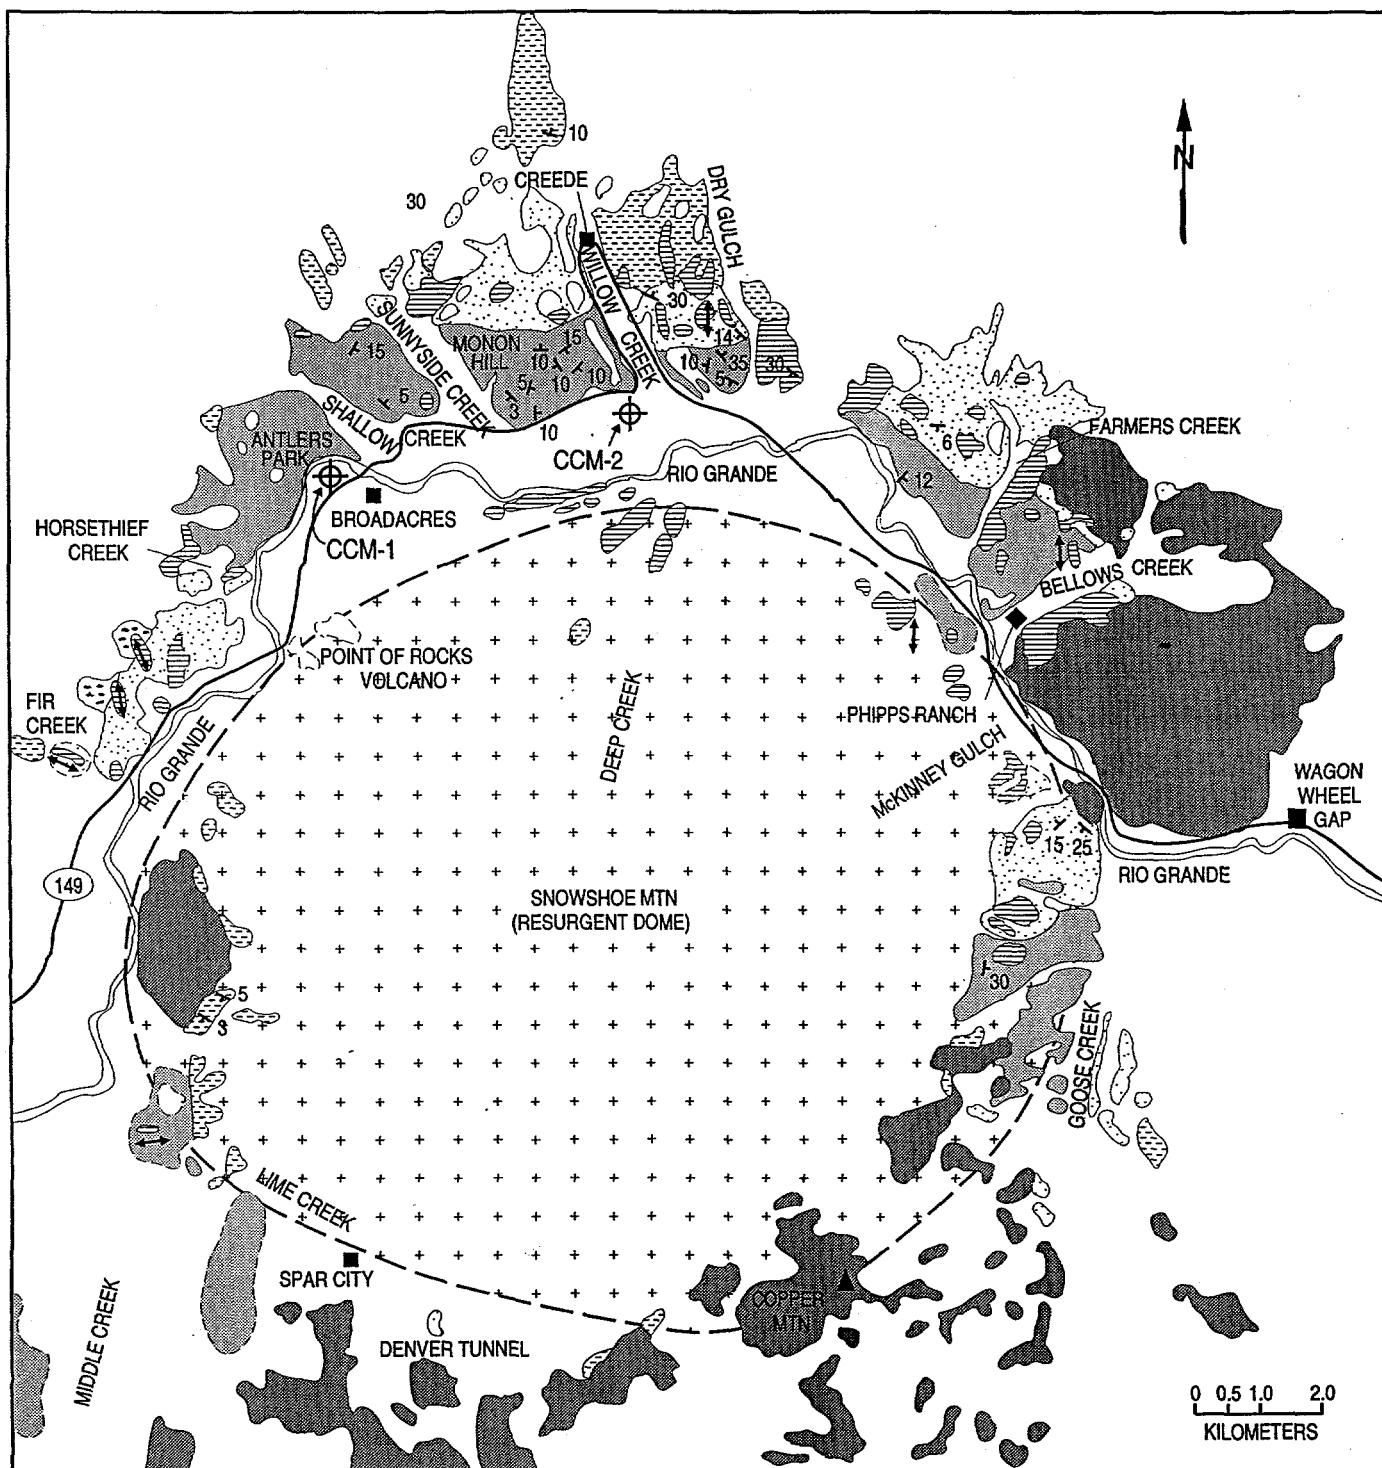 10
N
CREEDE
DRY GULCH
30
WILLOW CREEK
30
SUNNYSIDE CREEK
MONON
HILL
15
15
10
10
10
5
3
10
14
10
35
5
30
5
SHALLOW
CREEK
ANTLERS
PARK
CCM-2
RIO GRANDE
FARMERS CREEK
6
12
BROADACRES
CCM-1
HORSETHIEF
CREEK
BELLOWS CREEK
POINT OF ROCKS
VOLCANO
FIR
CREEK
RIO GRANDE
DEEP CREEK
PHIPPS RANCH
McKINNEY GULCH
WAGON
WHEEL
GAP
15
25
RIO GRANDE
149
SNOWSHOE MTN
(RESURGENT DOME)
30
5
3
GOOSE CREEK
LIME CREEK
SPAR CITY
MIDDLE CREEK
DENVER TUNNEL
COPPER
MTN
0 0.5 1.0 2.0
KILOMETERS